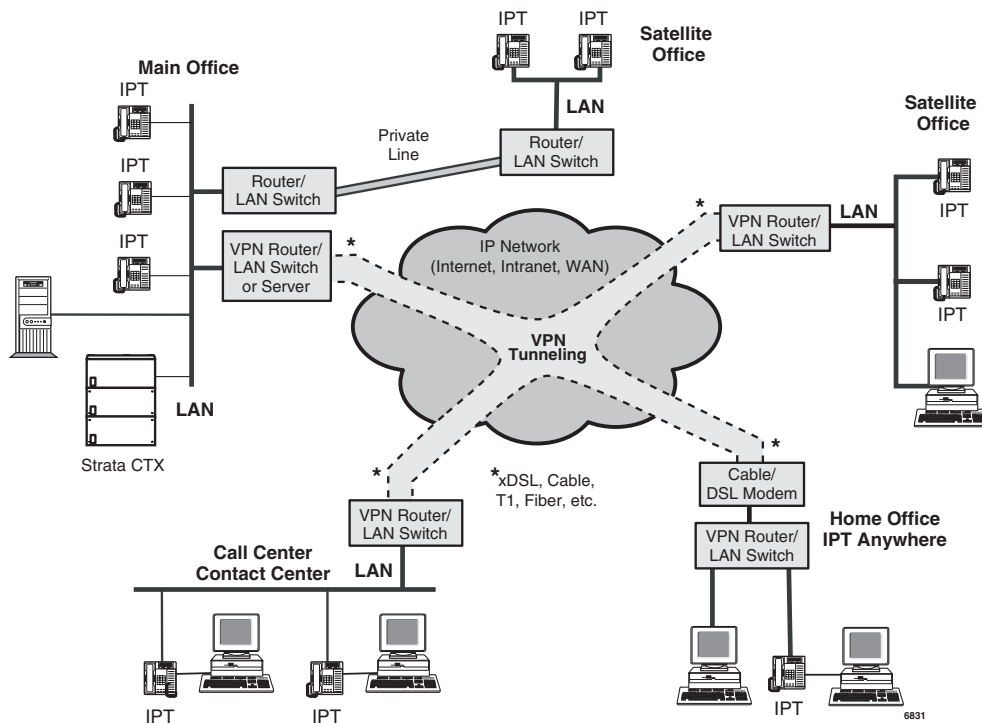 IPT
IPT
Satellite
Office
Main Office
IPT
LAN
Satellite
Office
Private
Line
Router/
LAN Switch
IPT
Router/
LAN Switch
IPT
*
VPN Router/
LAN Switch
LAN
IPT
VPN Router/
LAN Switch
or Server
*
IP Network
(Internet, Intranet, WAN)
IPT
VPN
Tunneling
LAN
Strata CTX
*
*xDSL, Cable,
T1, Fiber, etc.
*
Cable/
DSL Modem
VPN Router/
LAN Switch
Home Office
IPT Anywhere
VPN Router/
LAN Switch
Call Center
Contact Center
LAN
IPT
IPT
IPT
6831